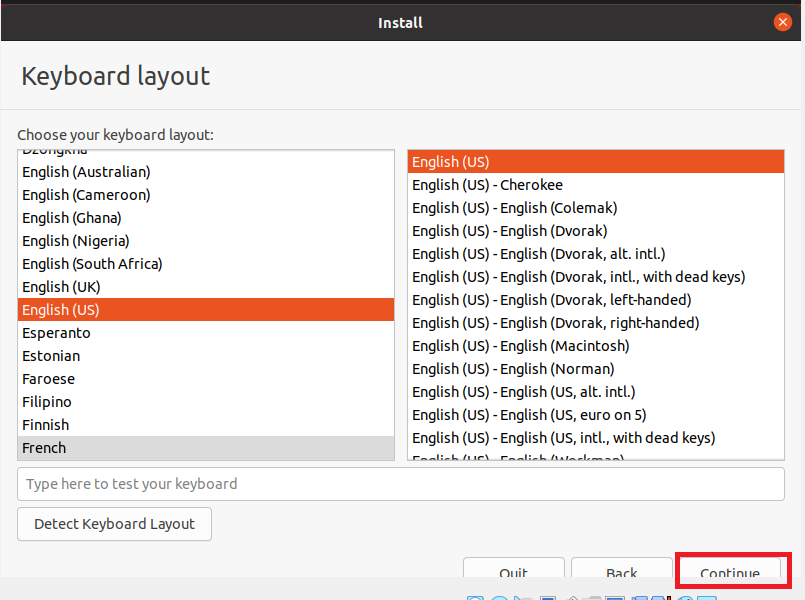 Install
Keyboard layout
Choose your keyboard layout:
Dzongkha
English (Australian)
English (Cameroon)
English (Ghana)
English (Nigeria)
English (South Africa)
English (UK)
English (US)
Esperanto
Estonian
Faroese
Filipino
Finnish
French
English (US)
English (US) - Cherokee
English (US) - English (Colemak)
English (US) - English (Dvorak)
English (US) - English (Dvorak, alt. intl.)
English (US) - English (Dvorak, intl., with dead keys)
English (US) - English (Dvorak, left-handed)
English (US) - English (Dvorak, right-handed)
English (US) - English (Macintosh)
English (US) - English (Norman)
English (US) - English (US, alt. intl.)
English (US) - English (US, euro on 5)
English (US) - English (US, intl., with dead keys)
English (US) - English (Workman)
Type here to test your keyboard
Detect Keyboard Layout
Quit Back Continue